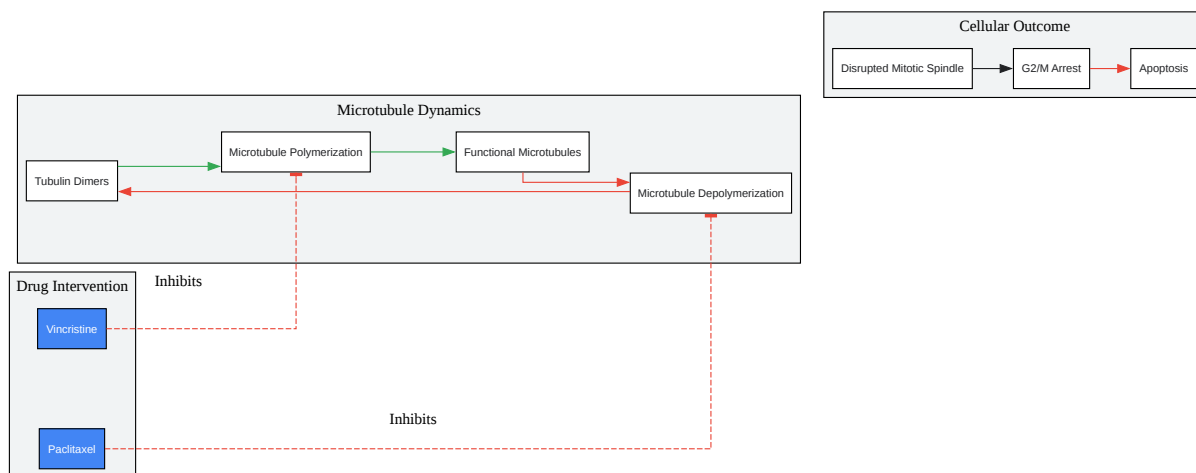 Cellular Outcome
Disrupted Mitotic Spindle
G2/M Arrest
Apoptosis
Microtubule Dynamics
Tubulin Dimers
Microtubule Polymerization
Functional Microtubules
Microtubule Depolymerization
Drug Intervention
Inhibits
Vincristine
Inhibits
Paclitaxel